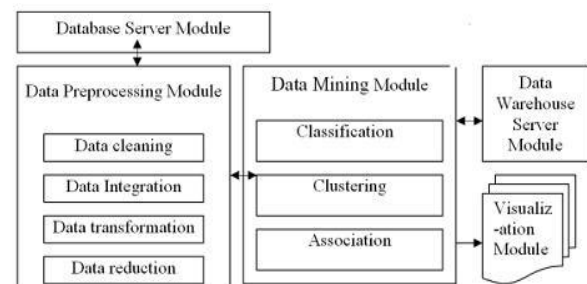 Database Server Module
Data Preprocessing Module
Data cleaning
Data Integration
Data transformation
Data reduction
Data Mining Module
Classification
Clustering
Association
Data
Warehouse
Server
Module
Visualiz
-ation
Module